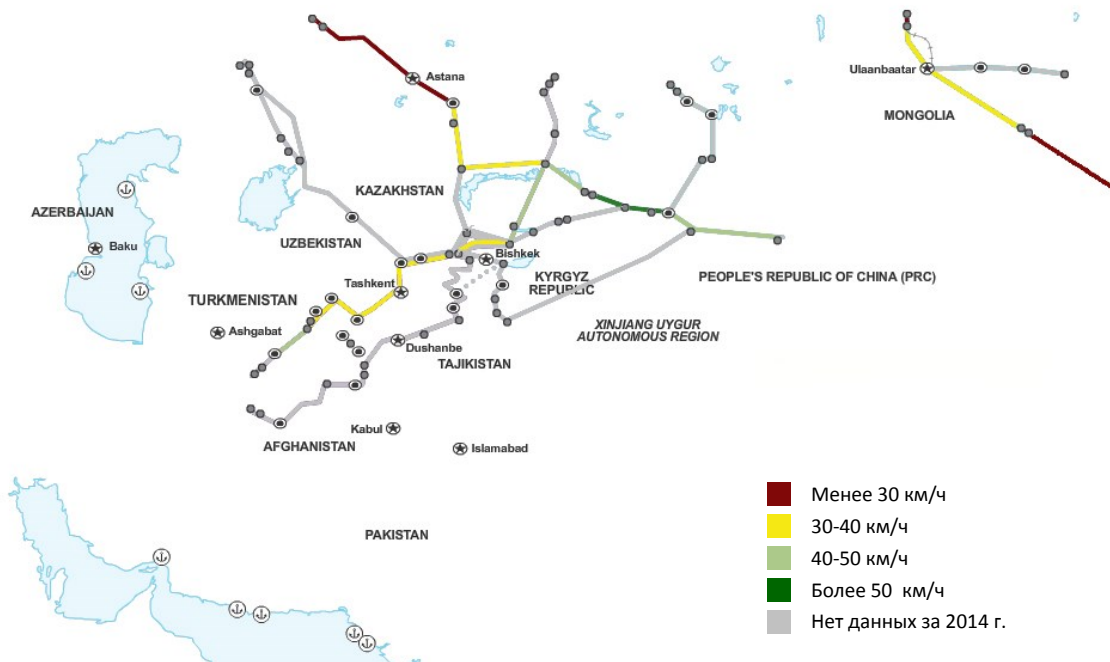 Astana
Ulaanbaatar
MONGOLIA
KAZAKHSTAN
AZERBAIJAN
UZBEKISTAN
Baku
Bishkek
KYRGYZ
REPUBLIC
PEOPLE'S REPUBLIC OF CHINA (PRC)
Tashkent
TURKMENISTAN
XINJIANG UYGUR
AUTONOMOUS REGION
Ashgabat
Dushanbe
TAJIKISTAN
Kabul
AFGHANISTAN
Islamabad
PAKISTAN
Менее 30 км/ч
30-40 км/ч
40-50 км/ч
Более 50 км/ч
Нет данных за 2014 г.